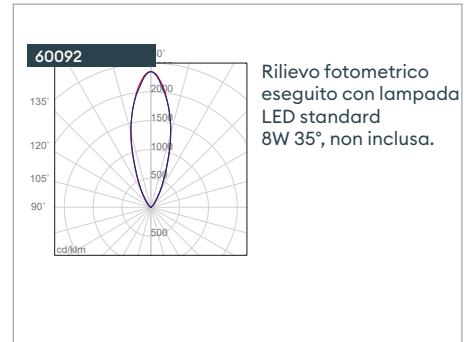 60092
2000
135°
1500
120°
1000
105°
500
90°
500
cd/klm
Rilievo fotometrico
eseguito con lampada
LED standard
8W 35°, non inclusa.